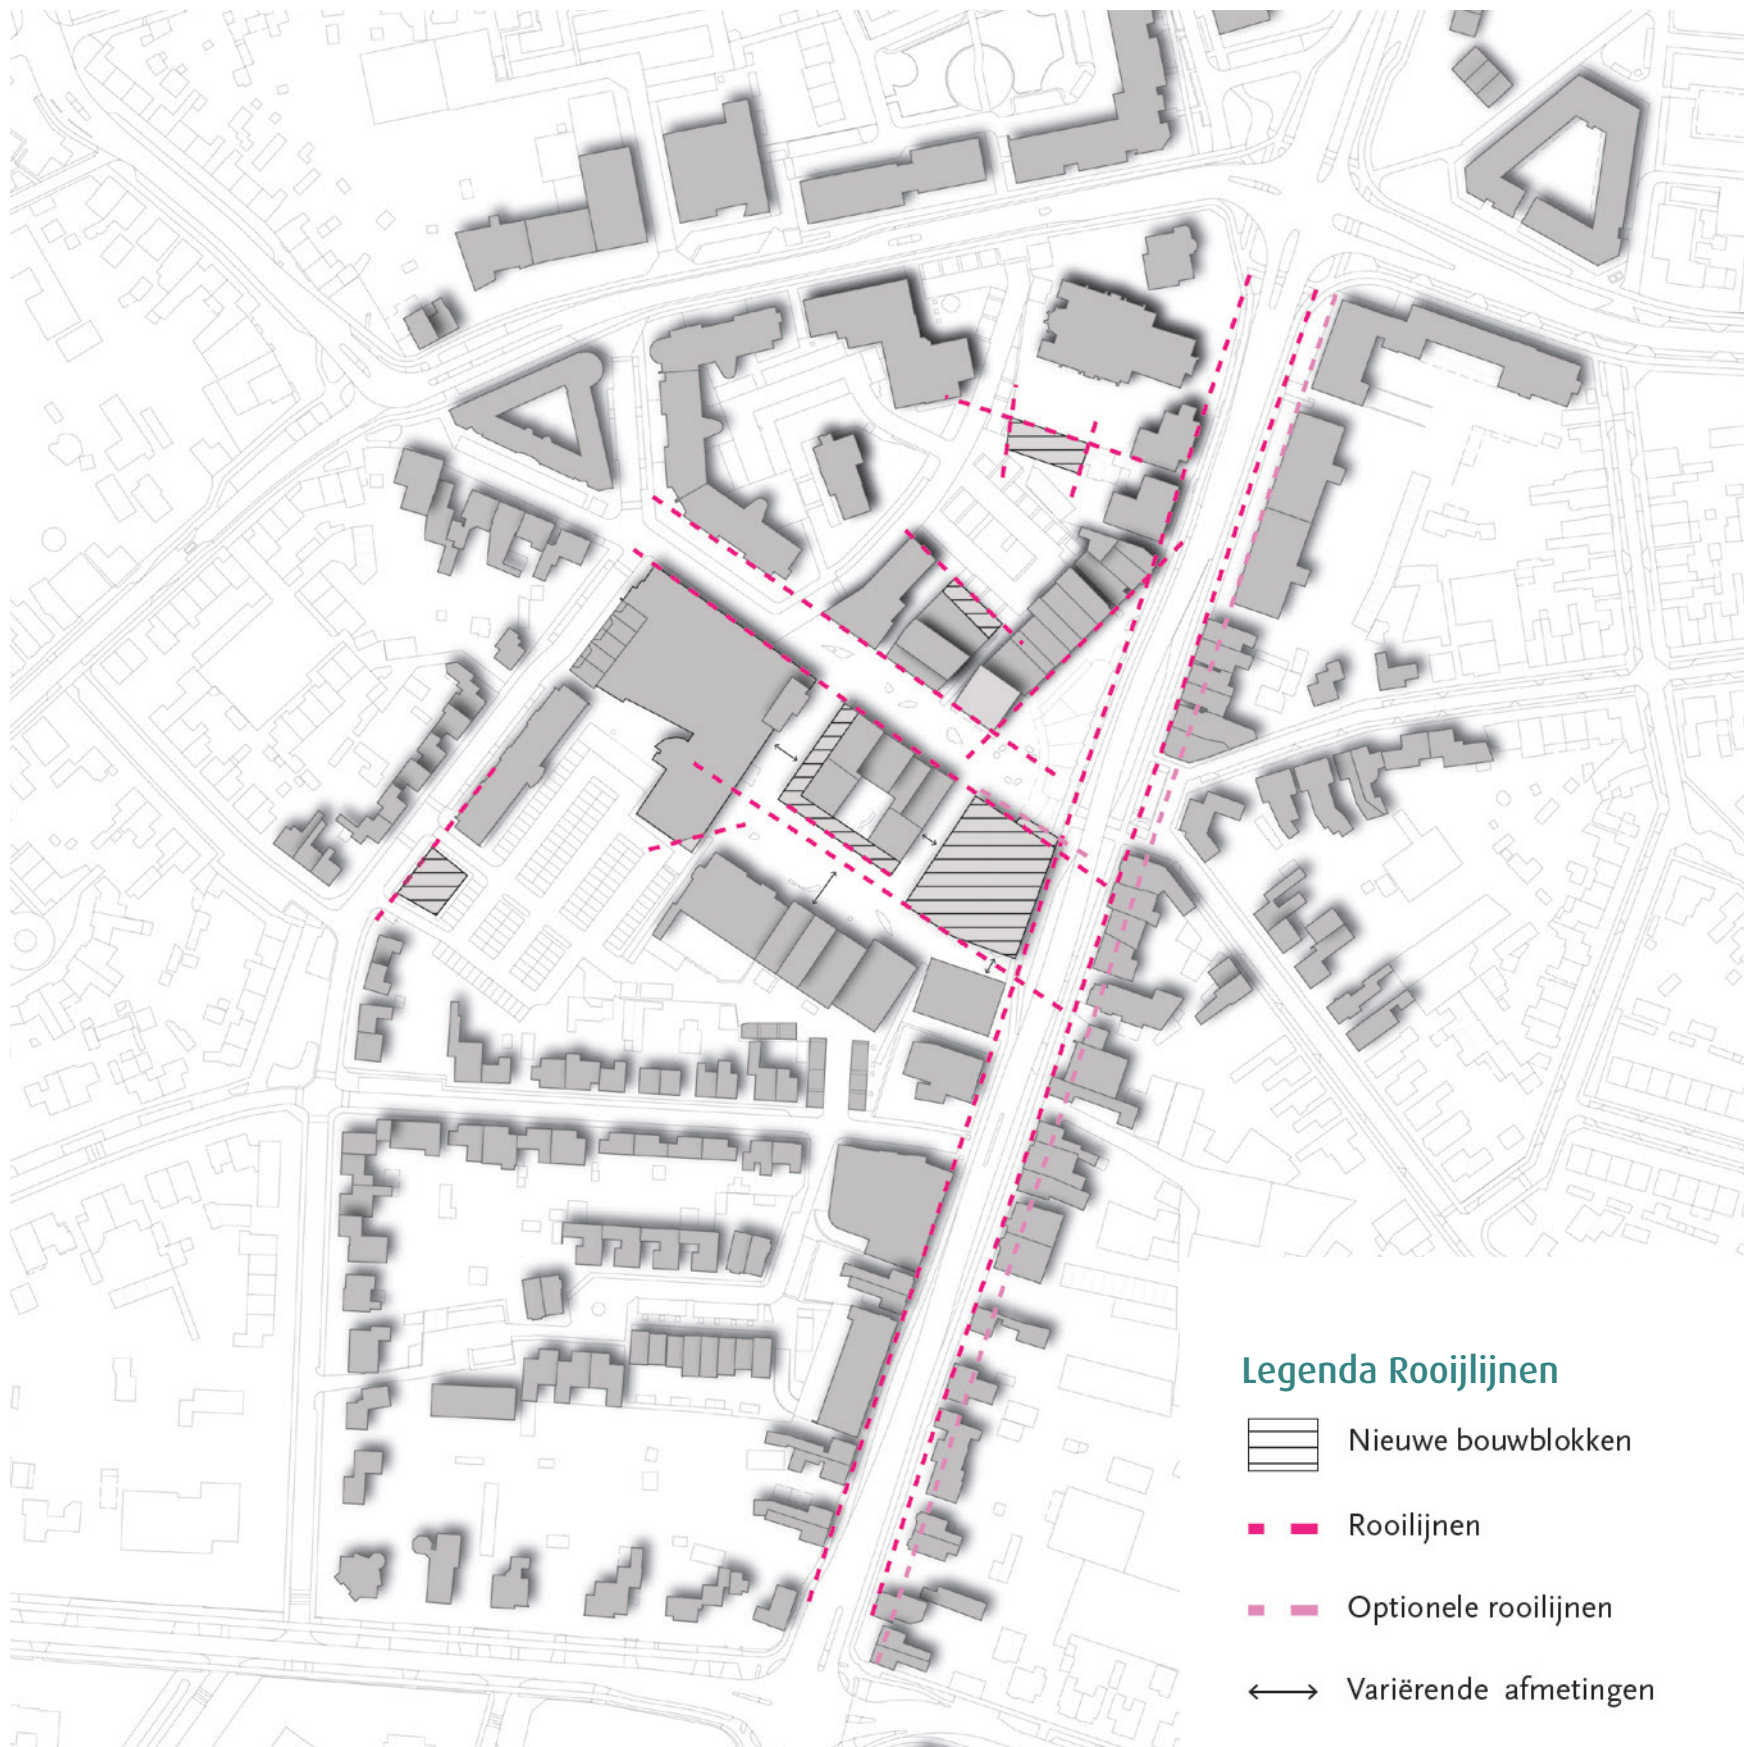 Legenda Rooijlijnen
Nieuwe bouwblokken
Rooilijnen
Optionele rooilijnen
Variërende afmetingen